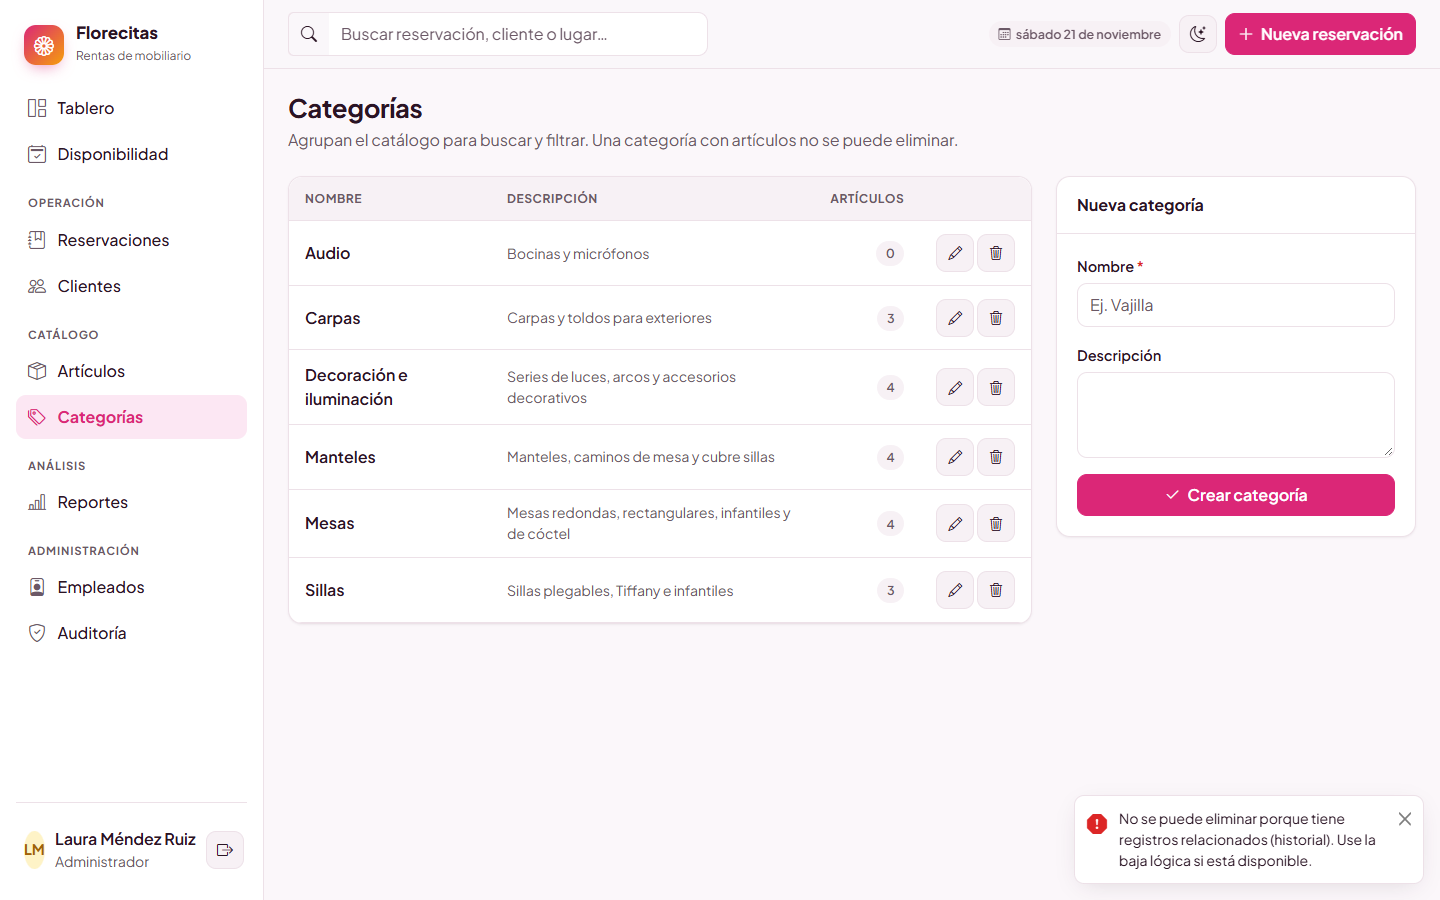 Florecitas
Rentas de mobiliario
Tablero
Disponibilidad
OPERACIÓN
Reservaciones
Clientes
CATÁLOGO
Artículos
Categorías
ANÁLISIS
Reportes
ADMINISTRACIÓN
Empleados
Auditoría
LM
Laura Méndez Ruiz
Administrador
Buscar reservación, cliente o lugar...
sábado 21 de noviembre
Nueva reservación
Categorías
Agrupan el catálogo para buscar y filtrar. Una categoría con artículos no se puede eliminar.
NOMBRE DESCRIPCIÓN ARTÍCULOS
Audio Bocinas y micrófonos 0
Carpas Carpas y toldos para exteriores 3
Decoración e
iluminación
Series de luces, arcos y accesorios
decorativos
4
Manteles Manteles, caminos de mesa y cubre sillas 4
Mesas
Mesas redondas, rectangulares, infantiles y
de cóctel
4
Sillas Sillas plegables, Tiffany e infantiles 3
Nueva categoría
Nombre *
Ej. Vajilla
Descripción
Crear categoría
No se puede eliminar porque tiene
registros relacionados (historial). Use la
baja lógica si está disponible.